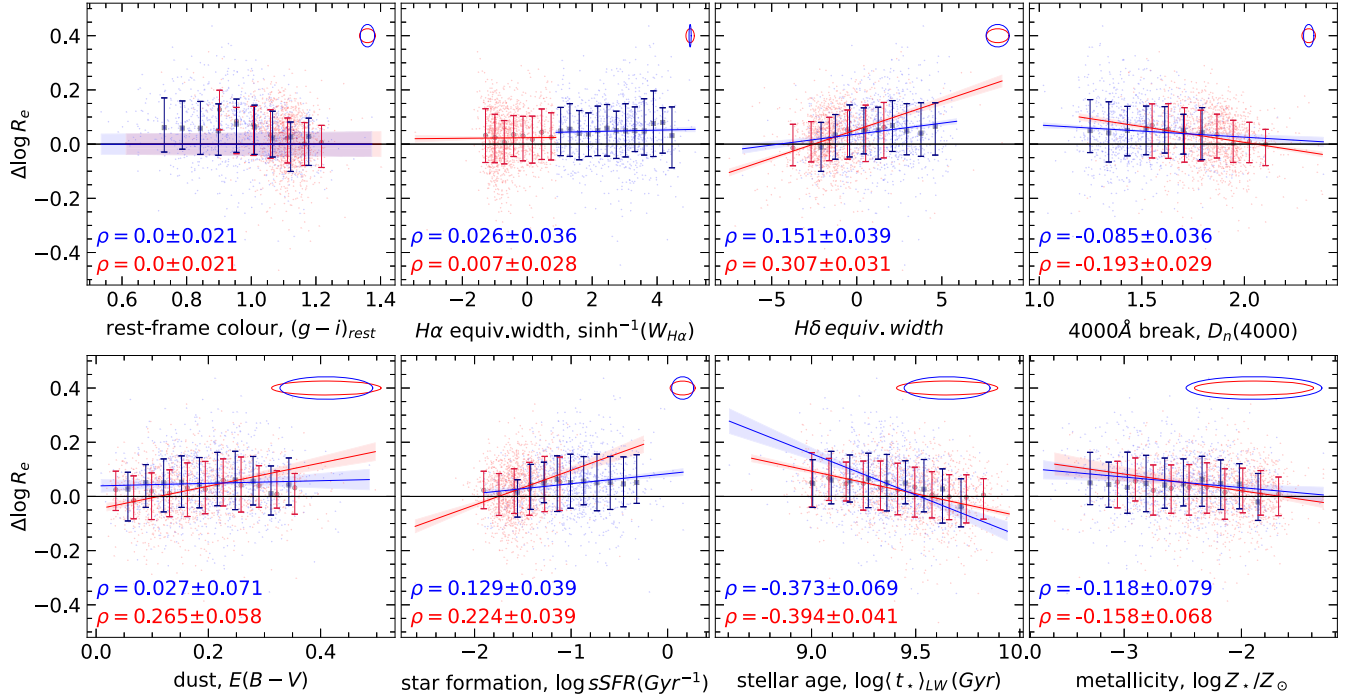 ΔlogRₑ
0.4
0.2
0.0
−0.2
−0.4
ρ = 0.0±0.021
ρ = 0.0±0.021
ρ = 0.026±0.036
ρ = 0.007±0.028
ρ = 0.151±0.039
ρ = 0.307±0.031
ρ = -0.085±0.036
ρ = -0.193±0.029
0.6 0.8 1.0 1.2 1.4
−2 0 2 4
−5 0 5
1.0 1.5 2.0
rest-frame colour, (g − i)rest
Hα equiv.width, sinh⁻¹(W_Hα)
Hδ equiv.width
4000Å break, Dₙ(4000)
ΔlogRₑ
0.4
0.2
0.0
−0.2
−0.4
ρ = 0.027±0.071
ρ = 0.265±0.058
ρ = 0.129±0.039
ρ = 0.224±0.039
ρ = -0.373±0.069
ρ = -0.394±0.041
ρ = -0.118±0.079
ρ = -0.158±0.068
0.0 0.2 0.4
−2 −1 0
9.0 9.5 10.0
−3 −2
dust, E(B − V)
star formation, log sSFR(Gyr⁻¹)
stellar age, log⟨t⋆⟩LW(Gyr)
metallicity, log Z⋆/Z⊙